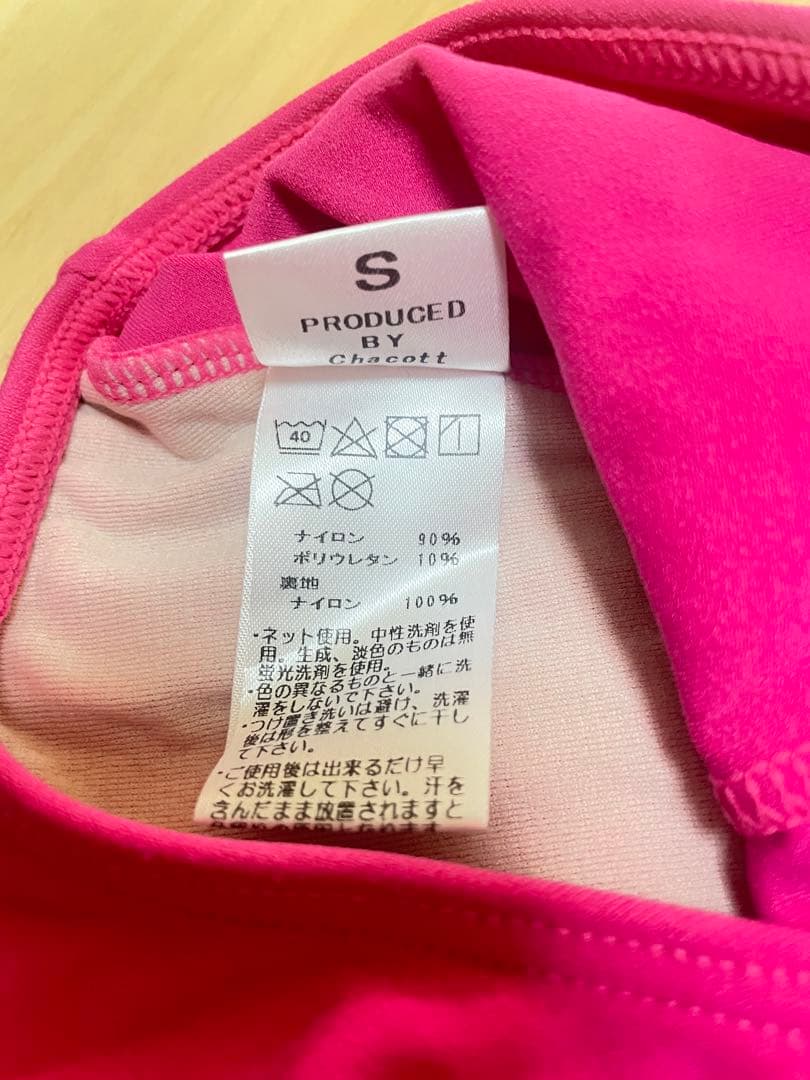 S
PRODUCED
BY
Chacott
40
ナイロン 90%
ポリウレタン 10%
裏地
ナイロン 100%
・ネット使用。中性洗剤を使
用。生成、淡色のものは無
蛍光洗剤を使用。
・色の異なるものと一緒に洗
濯をしないで下さい。
・つけ置き洗いは避け、洗濯
後は形を整えてすぐに干し
て下さい。
・ご使用後は出来るだけ早
くお洗濯して下さい。汗を
含んだまま放置されますと